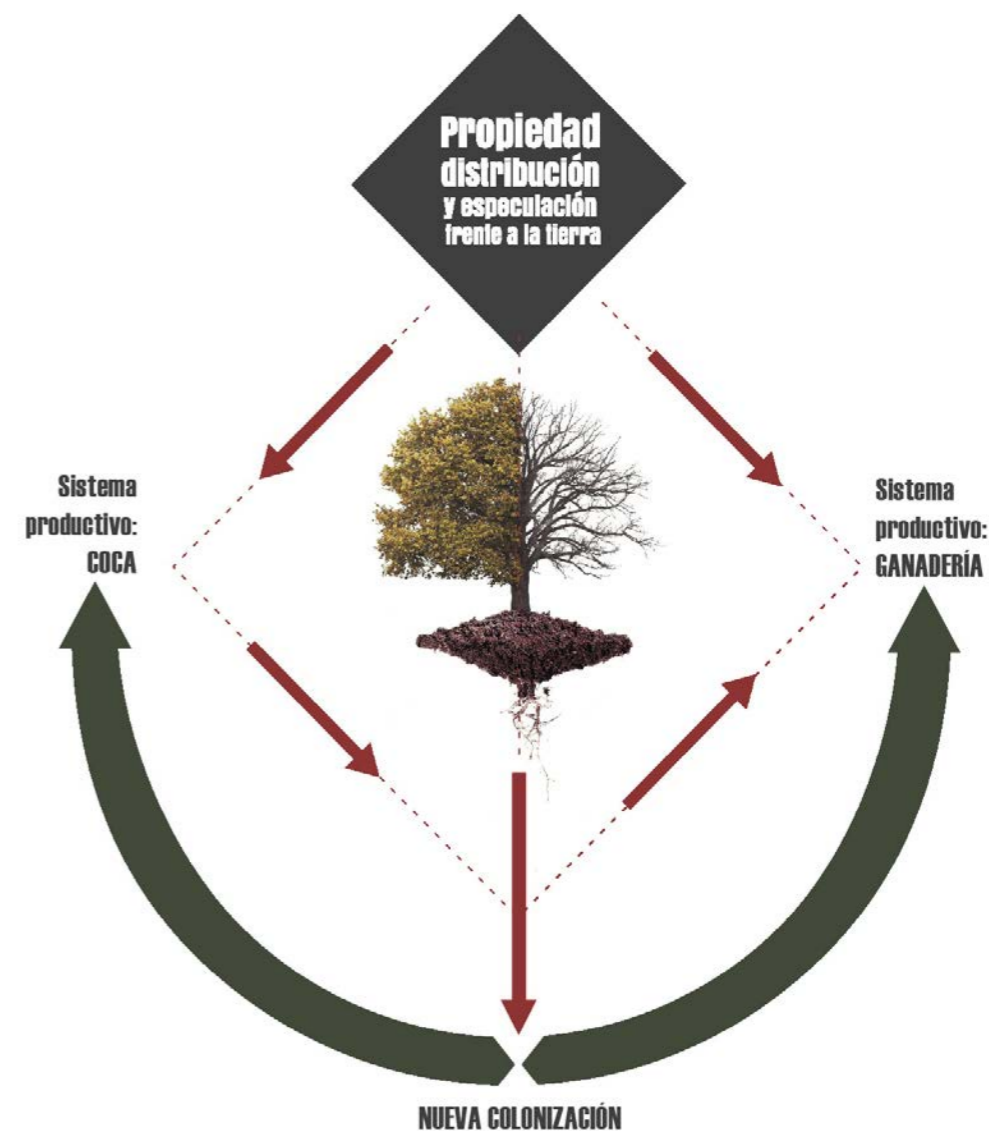 Propiedad
distribución
y especulación
frente a la tierra
Sistema
productivo:
COCA
Sistema
productivo:
GANADERÍA
NUEVA COLONIZACIÓN